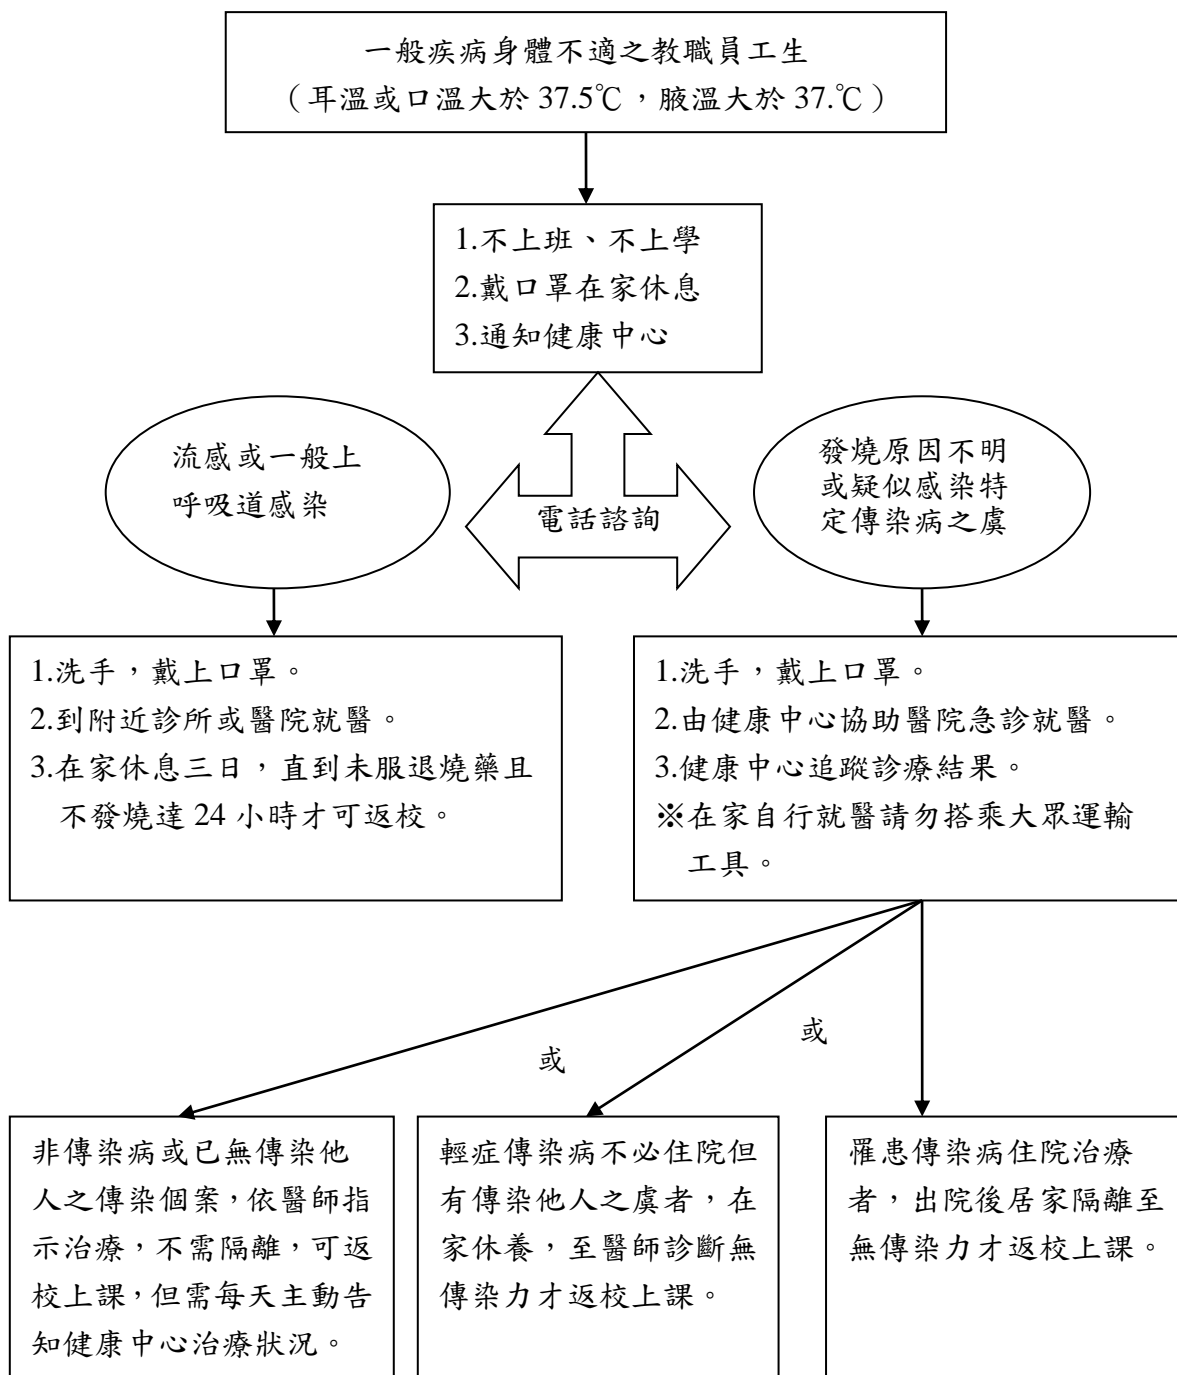 一般疾病身體不適之教職員工生
（耳溫或口溫大於 37.5℃，腋溫大於 37.℃）
1.不上班、不上學
2.戴口罩在家休息
3.通知健康中心
流感或一般上
呼吸道感染
電話諮詢
發燒原因不明
或疑似感染特
定傳染病之虞
1.洗手，戴上口罩。
2.到附近診所或醫院就醫。
3.在家休息三日，直到未服退燒藥且
不發燒達 24 小時才可返校。
1.洗手，戴上口罩。
2.由健康中心協助醫院急診就醫。
3.健康中心追蹤診療結果。
※在家自行就醫請勿搭乘大眾運輸
工具。
或
或
非傳染病或已無傳染他
人之傳染個案，依醫師指
示治療，不需隔離，可返
校上課，但需每天主動告
知健康中心治療狀況。
輕症傳染病不必住院但
有傳染他人之虞者，在
家休養，至醫師診斷無
傳染力才返校上課。
罹患傳染病住院治療
者，出院後居家隔離至
無傳染力才返校上課。